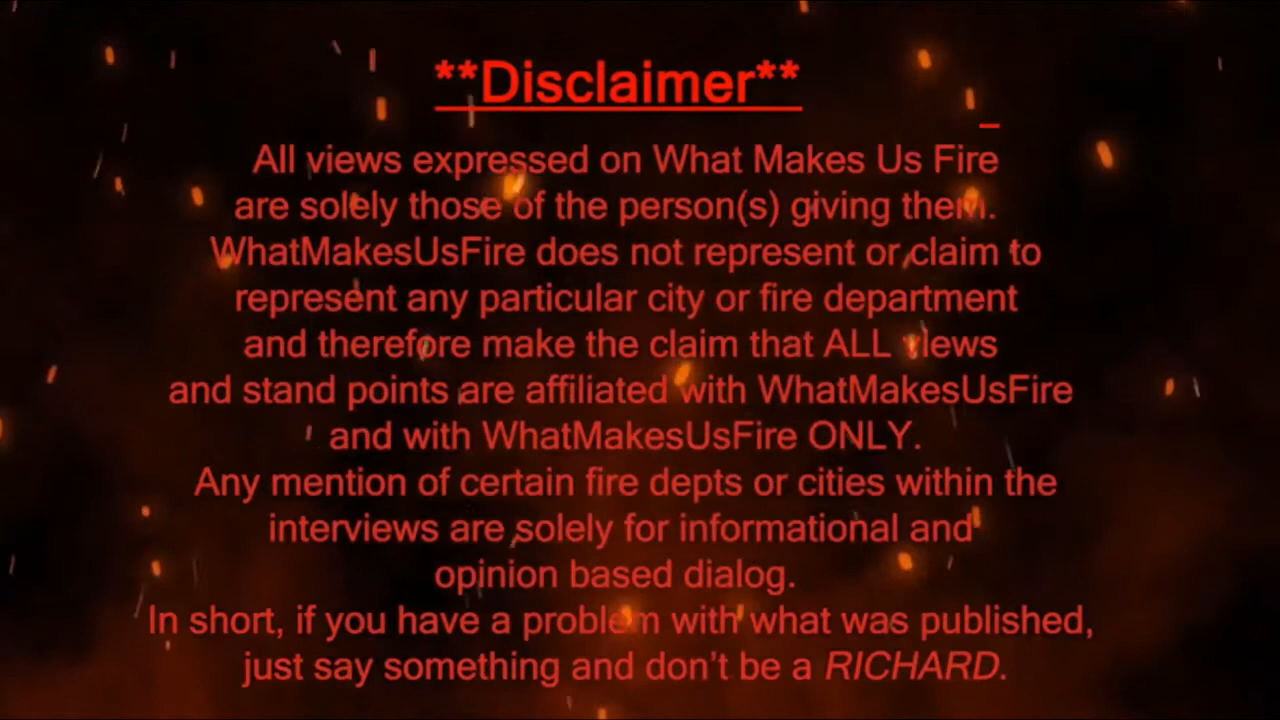 **Disclaimer**
All views expressed on What Makes Us Fire
are solely those of the person(s) giving them.
WhatMakesUsFire does not represent or claim to
represent any particular city or fire department
and therefore make the claim that ALL views
and stand points are affiliated with WhatMakesUsFire
and with WhatMakesUsFire ONLY.
Any mention of certain fire depts or cities within the
interviews are solely for informational and
opinion based dialog.
In short, if you have a problem with what was published,
just say something and don’t be a RICHARD.